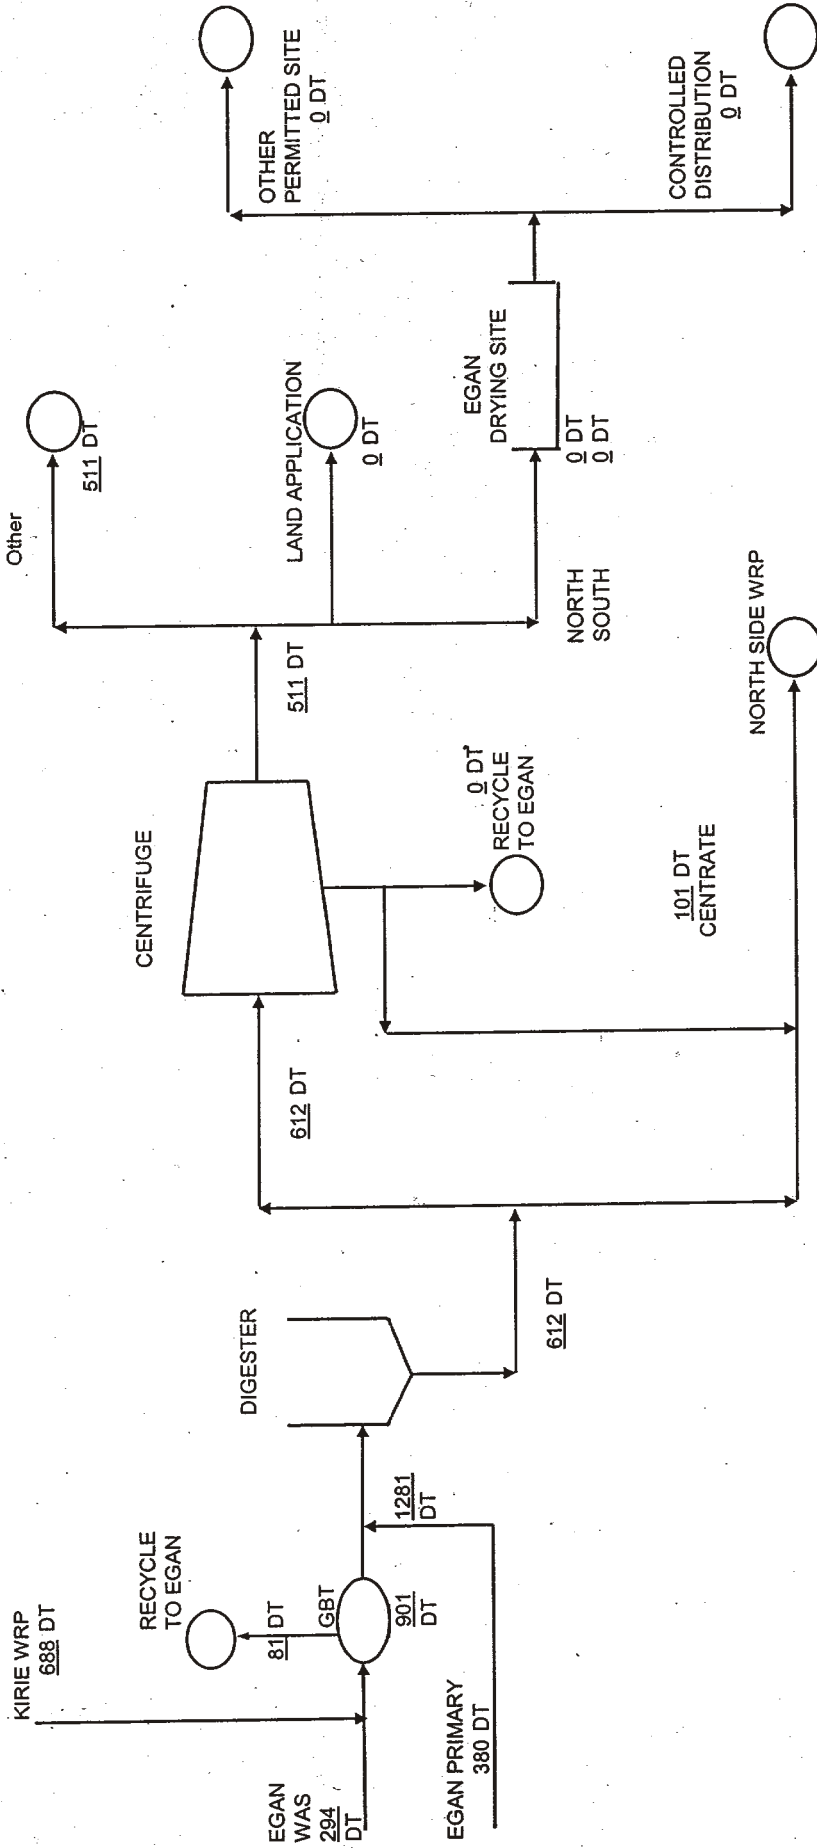 KIRIE WRP
688 DT
EGAN
WAS
294
DT
EGAN PRIMARY
380 DT
RECYCLE
TO EGAN
81 DT
GBT
901
DT
1281
DT
DIGESTER
612 DT
612 DT
CENTRIFUGE
0 DT
RECYCLE
TO EGAN
101 DT
CENTRATE
NORTH SIDE WRP
511 DT
Other
511 DT
LAND APPLICATION
0 DT
NORTH
SOUTH
0 DT
0 DT
EGAN
DRYING SITE
OTHER
PERMITTED SITE
0 DT
CONTROLLED
DISTRIBUTION
0 DT